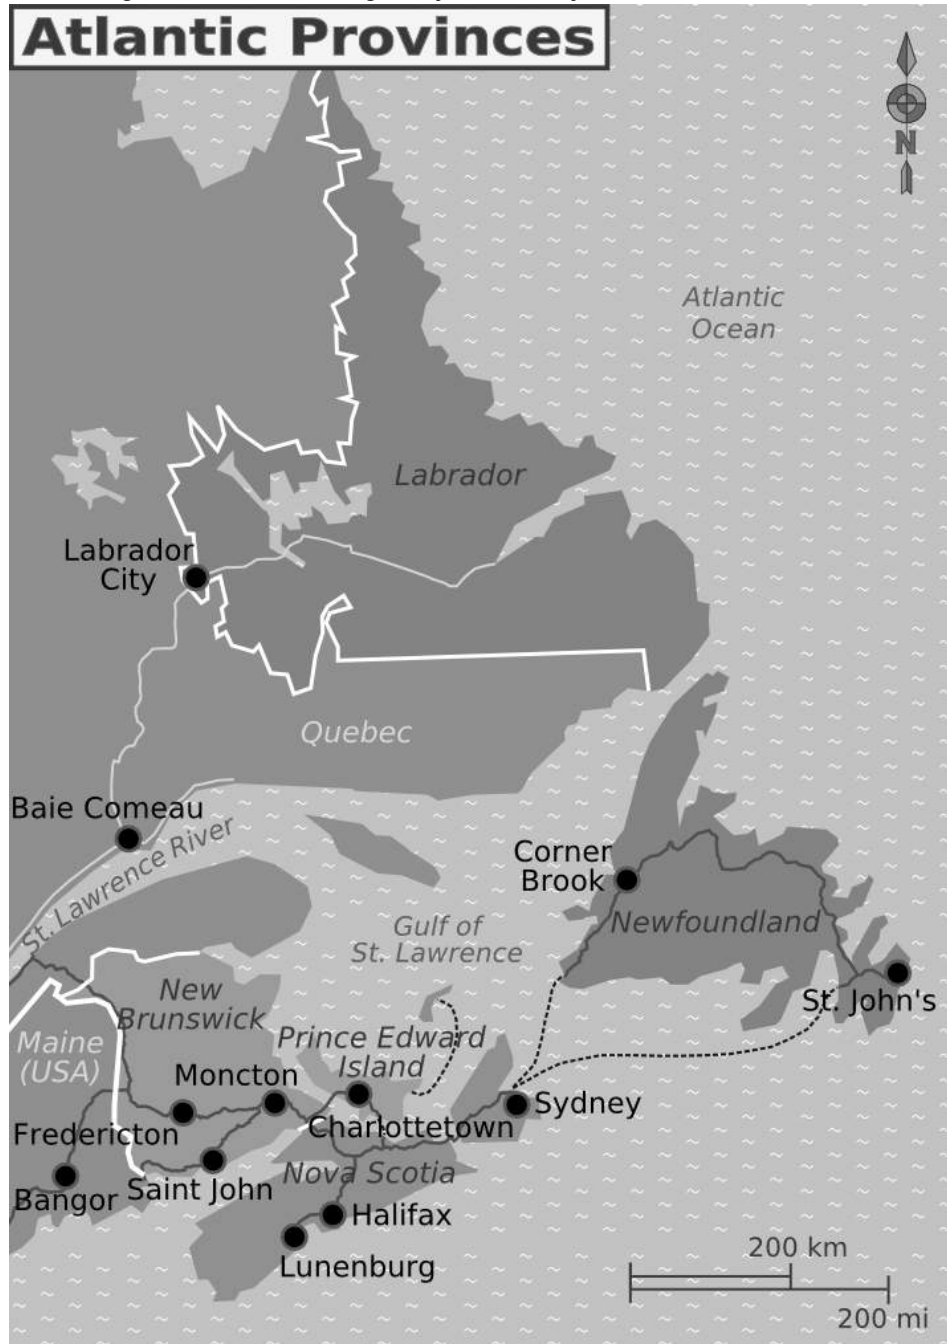 Atlantic Provinces
N
Atlantic
Ocean
Labrador
Labrador
City
Quebec
Baie Comeau
St. Lawrence River
Corner
Brook
Newfoundland
Gulf of
St. Lawrence
St. John's
New
Brunswick
Maine
(USA)
Prince Edward
Island
Moncton
Sydney
Fredericton
Charlottetown
Nova Scotia
Bangor
Saint John
Halifax
Lunenburg
200 km
200 mi